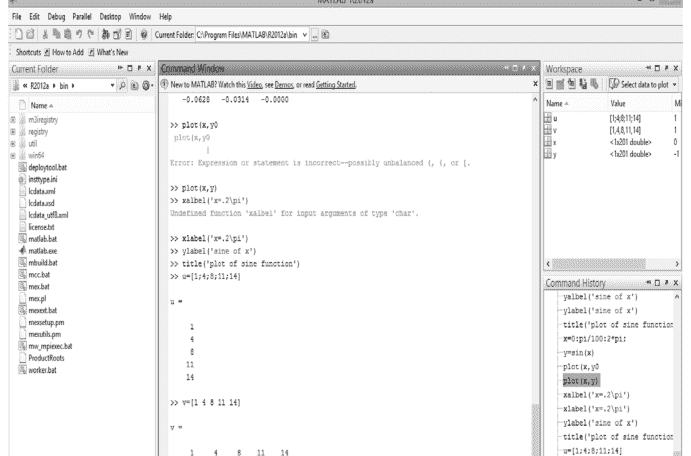 MATLAB R2012a
File Edit Debug Parallel Desktop Window Help
Current Folder: C:\Program Files\MATLAB\R2012a\bin
Shortcuts How to Add What's New
Current Folder
« R2012a ▸ bin ▸
Name
m3iregistry
registry
util
win64
deploytool.bat
insttype.ini
lcdata.xml
lcdata.xsd
lcdata_utf8.xml
license.txt
matlab.bat
matlab.exe
mbuild.bat
mcc.bat
mex.bat
mex.pl
mexext.bat
mexsetup.pm
mexutils.pm
mw_mpiexec.bat
ProductRoots
worker.bat
Command Window
New to MATLAB? Watch this Video, see Demos, or read Getting Started.
-0.0628 -0.0314 -0.0000
>> plot(x,y0
plot(x,y0
|
Error: Expression or statement is incorrect--possibly unbalanced (, {, or [.
>> plot(x,y)
>> xalbel('x=.2\pi')
Undefined function 'xalbel' for input arguments of type 'char'.
>> xlabel('x=.2\pi')
>> ylabel('sine of x')
>> title('plot of sine function')
>> u=[1;4;8;11;14]
u =
1
4
8
11
14
>> v=[1 4 8 11 14]
v =
1 4 8 11 14
Workspace
Select data to plot
Name Value Mi
u [1;4;8;11;14]
v [1,4,8,11,14]
x <1x201 double> 0
y <1x201 double> -1
Command History
yalbel('sine of x')
ylabel('sine of x')
title('plot of sine function
x=0:pi/100:2*pi;
y=sin(x)
plot(x,y0
plot(x,y)
xalbel('x=.2\pi')
xlabel('x=.2\pi')
ylabel('sine of x')
title('plot of sine function
u=[1;4;8;11;14]